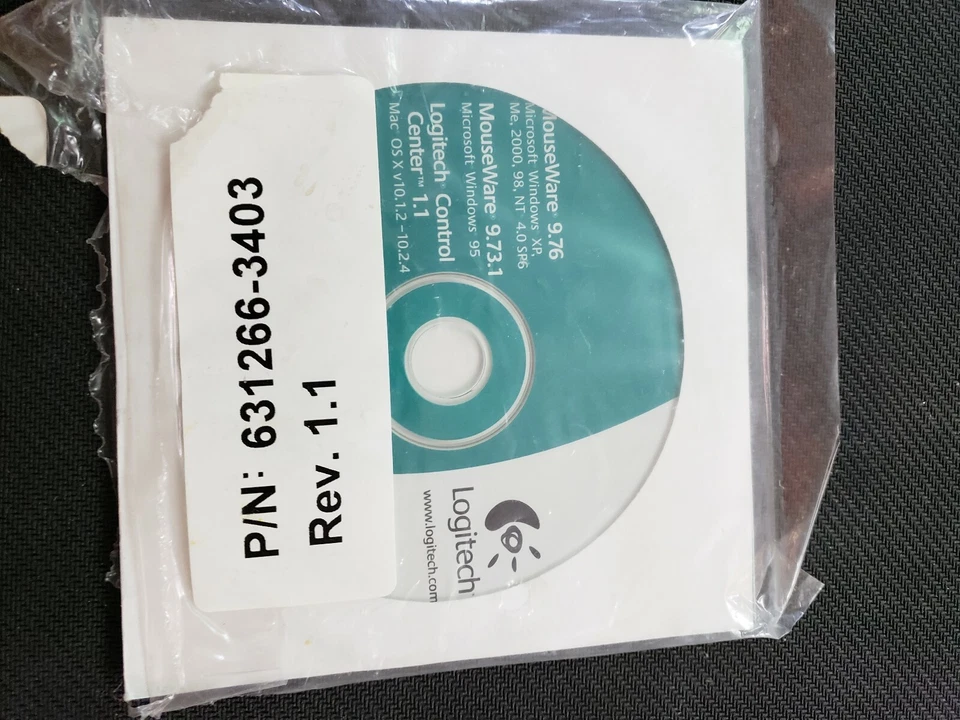 MouseWare® 9.76
Microsoft® Windows® XP,
Me, 2000, 98, NT® 4.0 SP6
MouseWare® 9.73.1
Microsoft Windows® 95
Logitech® Control
Center™ 1.1
Mac® OS X v10.1.2 –10.2.4
Logitech®
www.logitech.com
P/N: 631266-3403
Rev. 1.1